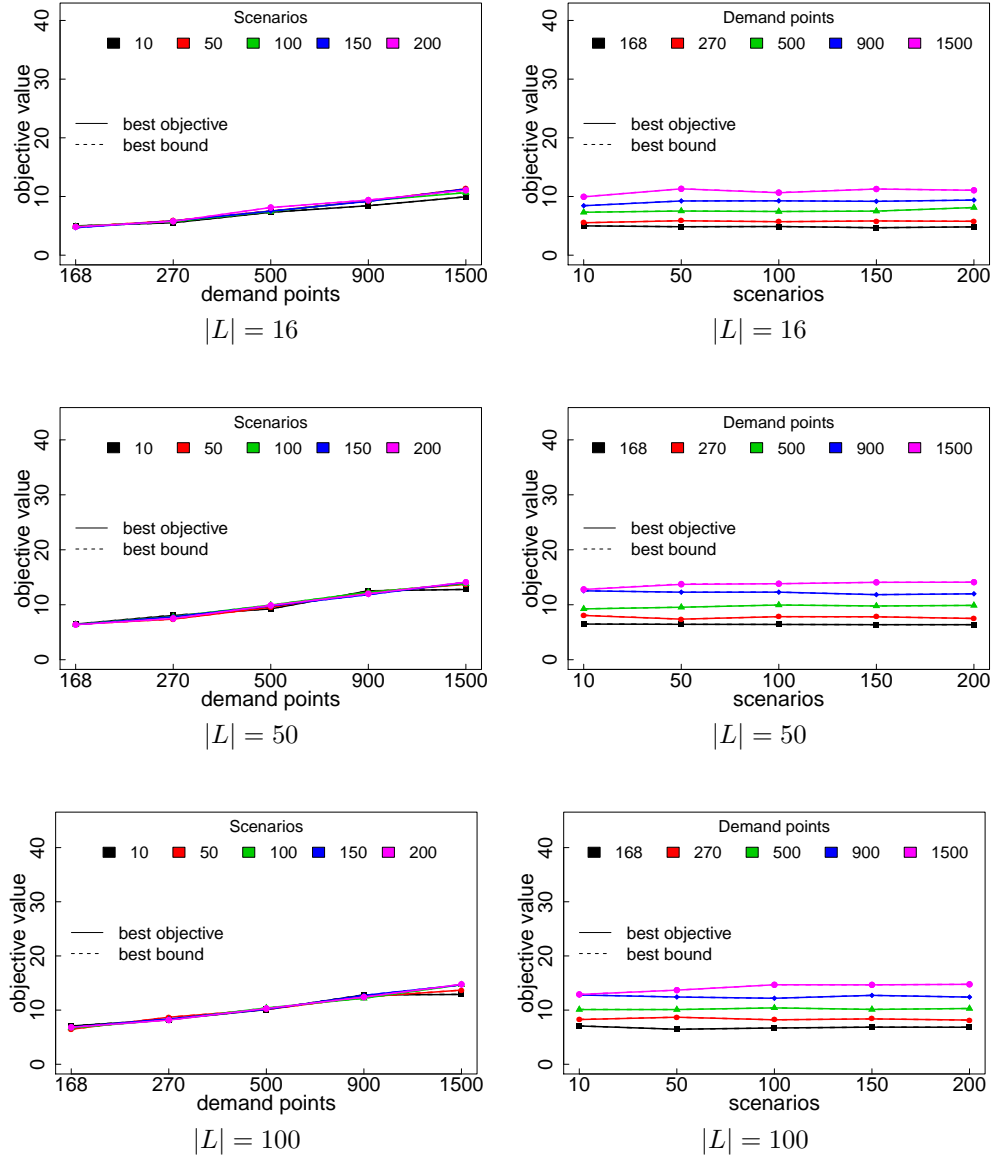 Scenarios
10 50 100 150 200
objective value
0 10 20 30 40
best objective
best bound
168 270 500 900 1500
demand points
|L| = 16
Demand points
168 270 500 900 1500
objective value
0 10 20 30 40
best objective
best bound
10 50 100 150 200
scenarios
|L| = 16
Scenarios
10 50 100 150 200
objective value
0 10 20 30 40
best objective
best bound
168 270 500 900 1500
demand points
|L| = 50
Demand points
168 270 500 900 1500
objective value
0 10 20 30 40
best objective
best bound
10 50 100 150 200
scenarios
|L| = 50
Scenarios
10 50 100 150 200
objective value
0 10 20 30 40
best objective
best bound
168 270 500 900 1500
demand points
|L| = 100
Demand points
168 270 500 900 1500
objective value
0 10 20 30 40
best objective
best bound
10 50 100 150 200
scenarios
|L| = 100